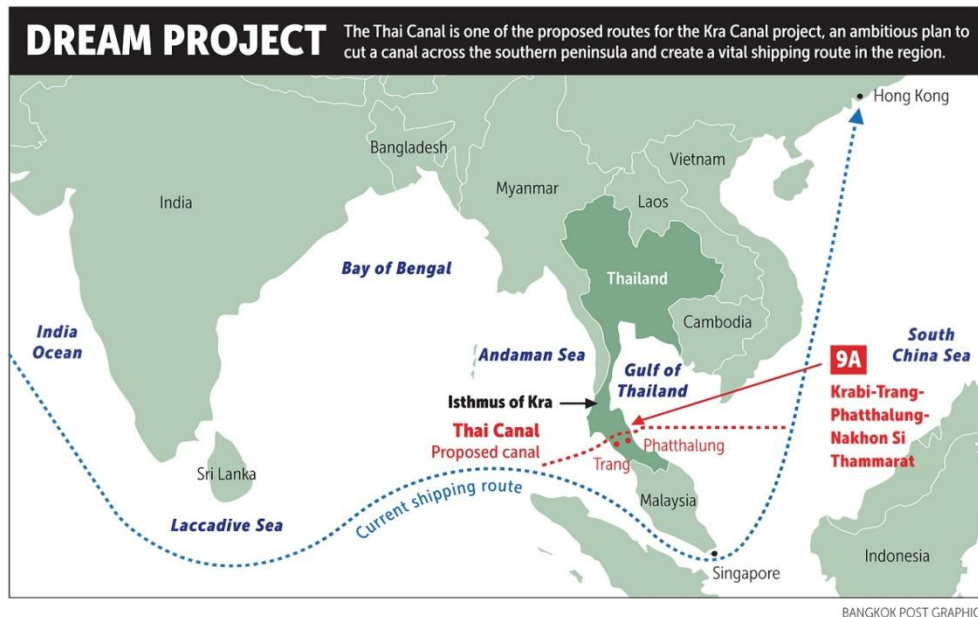 DREAM PROJECT
The Thai Canal is one of the proposed routes for the Kra Canal project, an ambitious plan to
cut a canal across the southern peninsula and create a vital shipping route in the region.
Hong Kong
Bangladesh
Vietnam
Myanmar
India
Laos
Bay of Bengal
Thailand
Cambodia
India
Ocean
South
China Sea
Andaman Sea
Gulf of
Thailand
9A
Isthmus of Kra
Krabi-Trang-
Phatthalung-
Nakhon Si
Thammarat
Thai Canal
Proposed canal
Phatthalung
Trang
Sri Lanka
Malaysia
Current shipping route
Laccadive Sea
Indonesia
Singapore
BANGKOK POST GRAPHIC